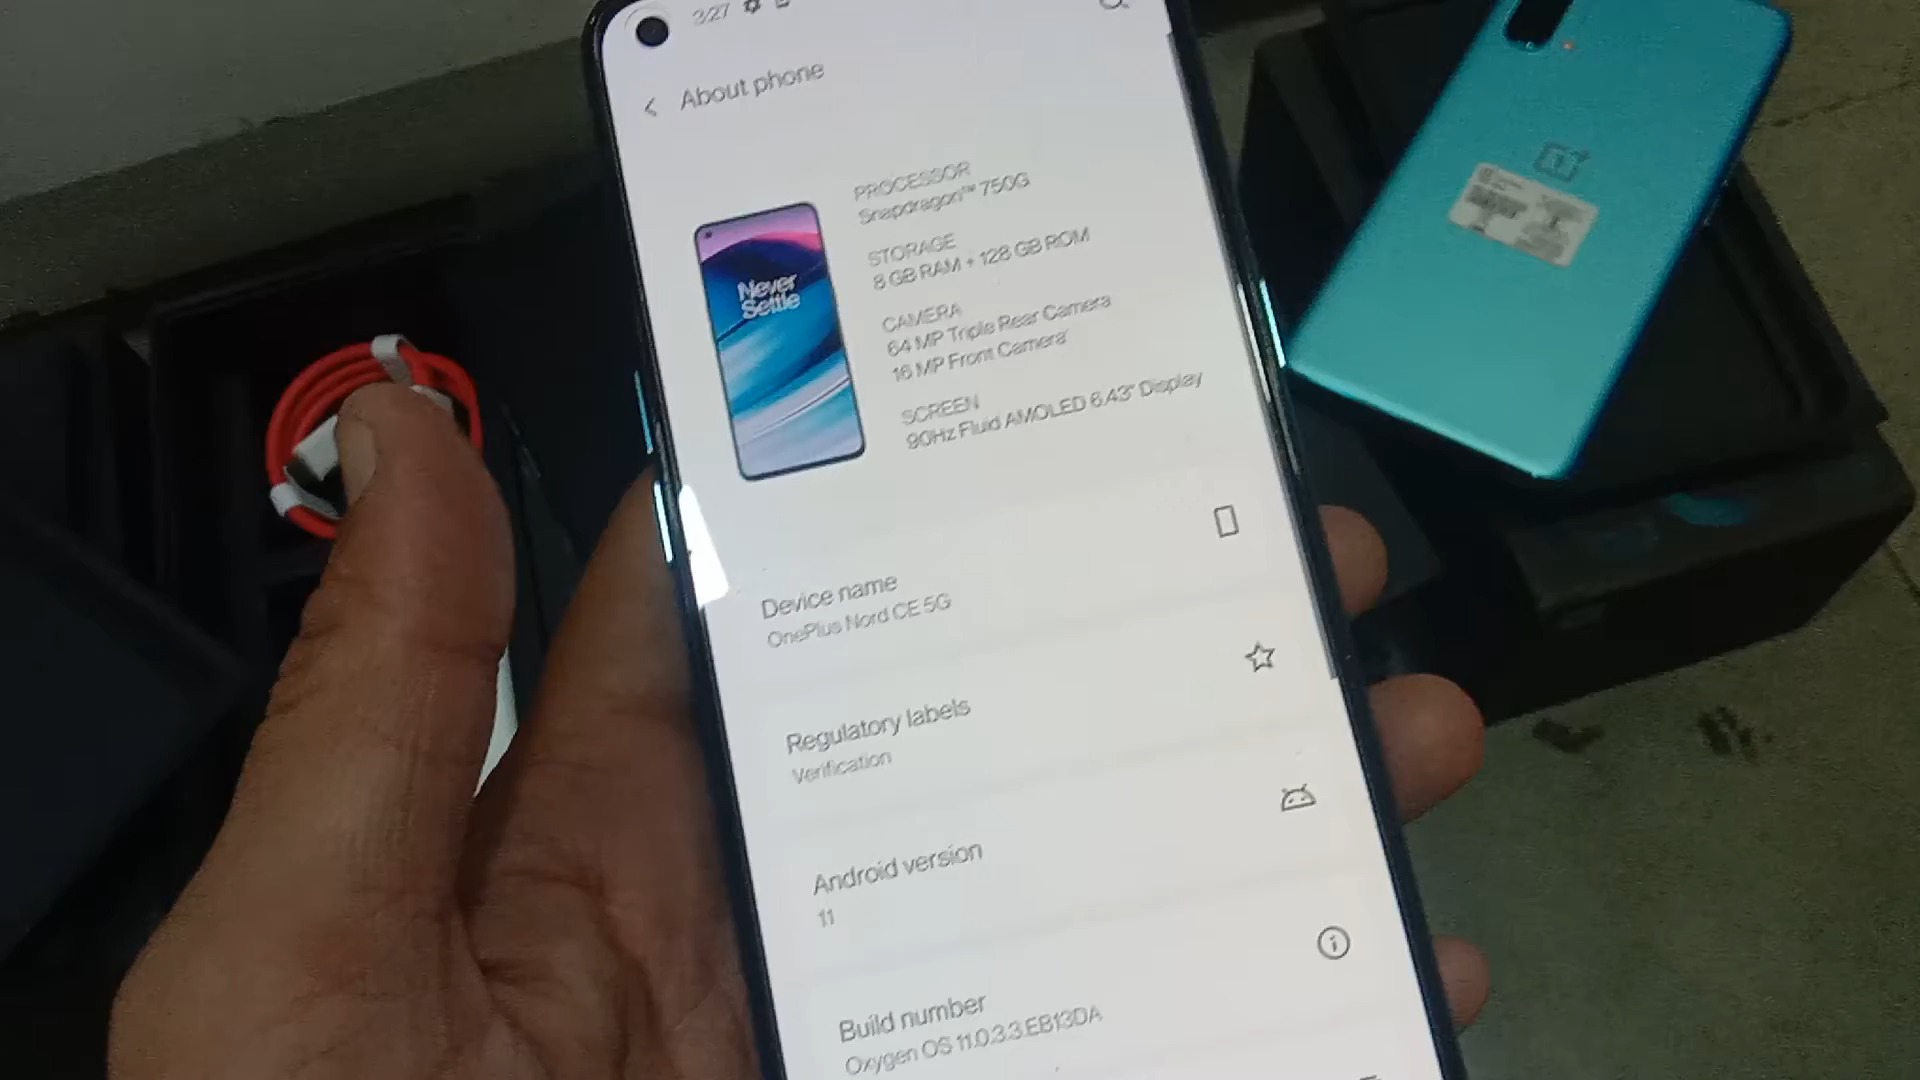 3:27
About phone
Never
Settle
PROCESSOR
Snapdragon™ 750G
STORAGE
8 GB RAM + 128 GB ROM
CAMERA
64 MP Triple Rear Camera
16 MP Front Camera
SCREEN
90Hz Fluid AMOLED 6.43" Display
Device name
OnePlus Nord CE 5G
Regulatory labels
Verification
Android version
11
Build number
Oxygen OS 11.0.3.3.EB13DA